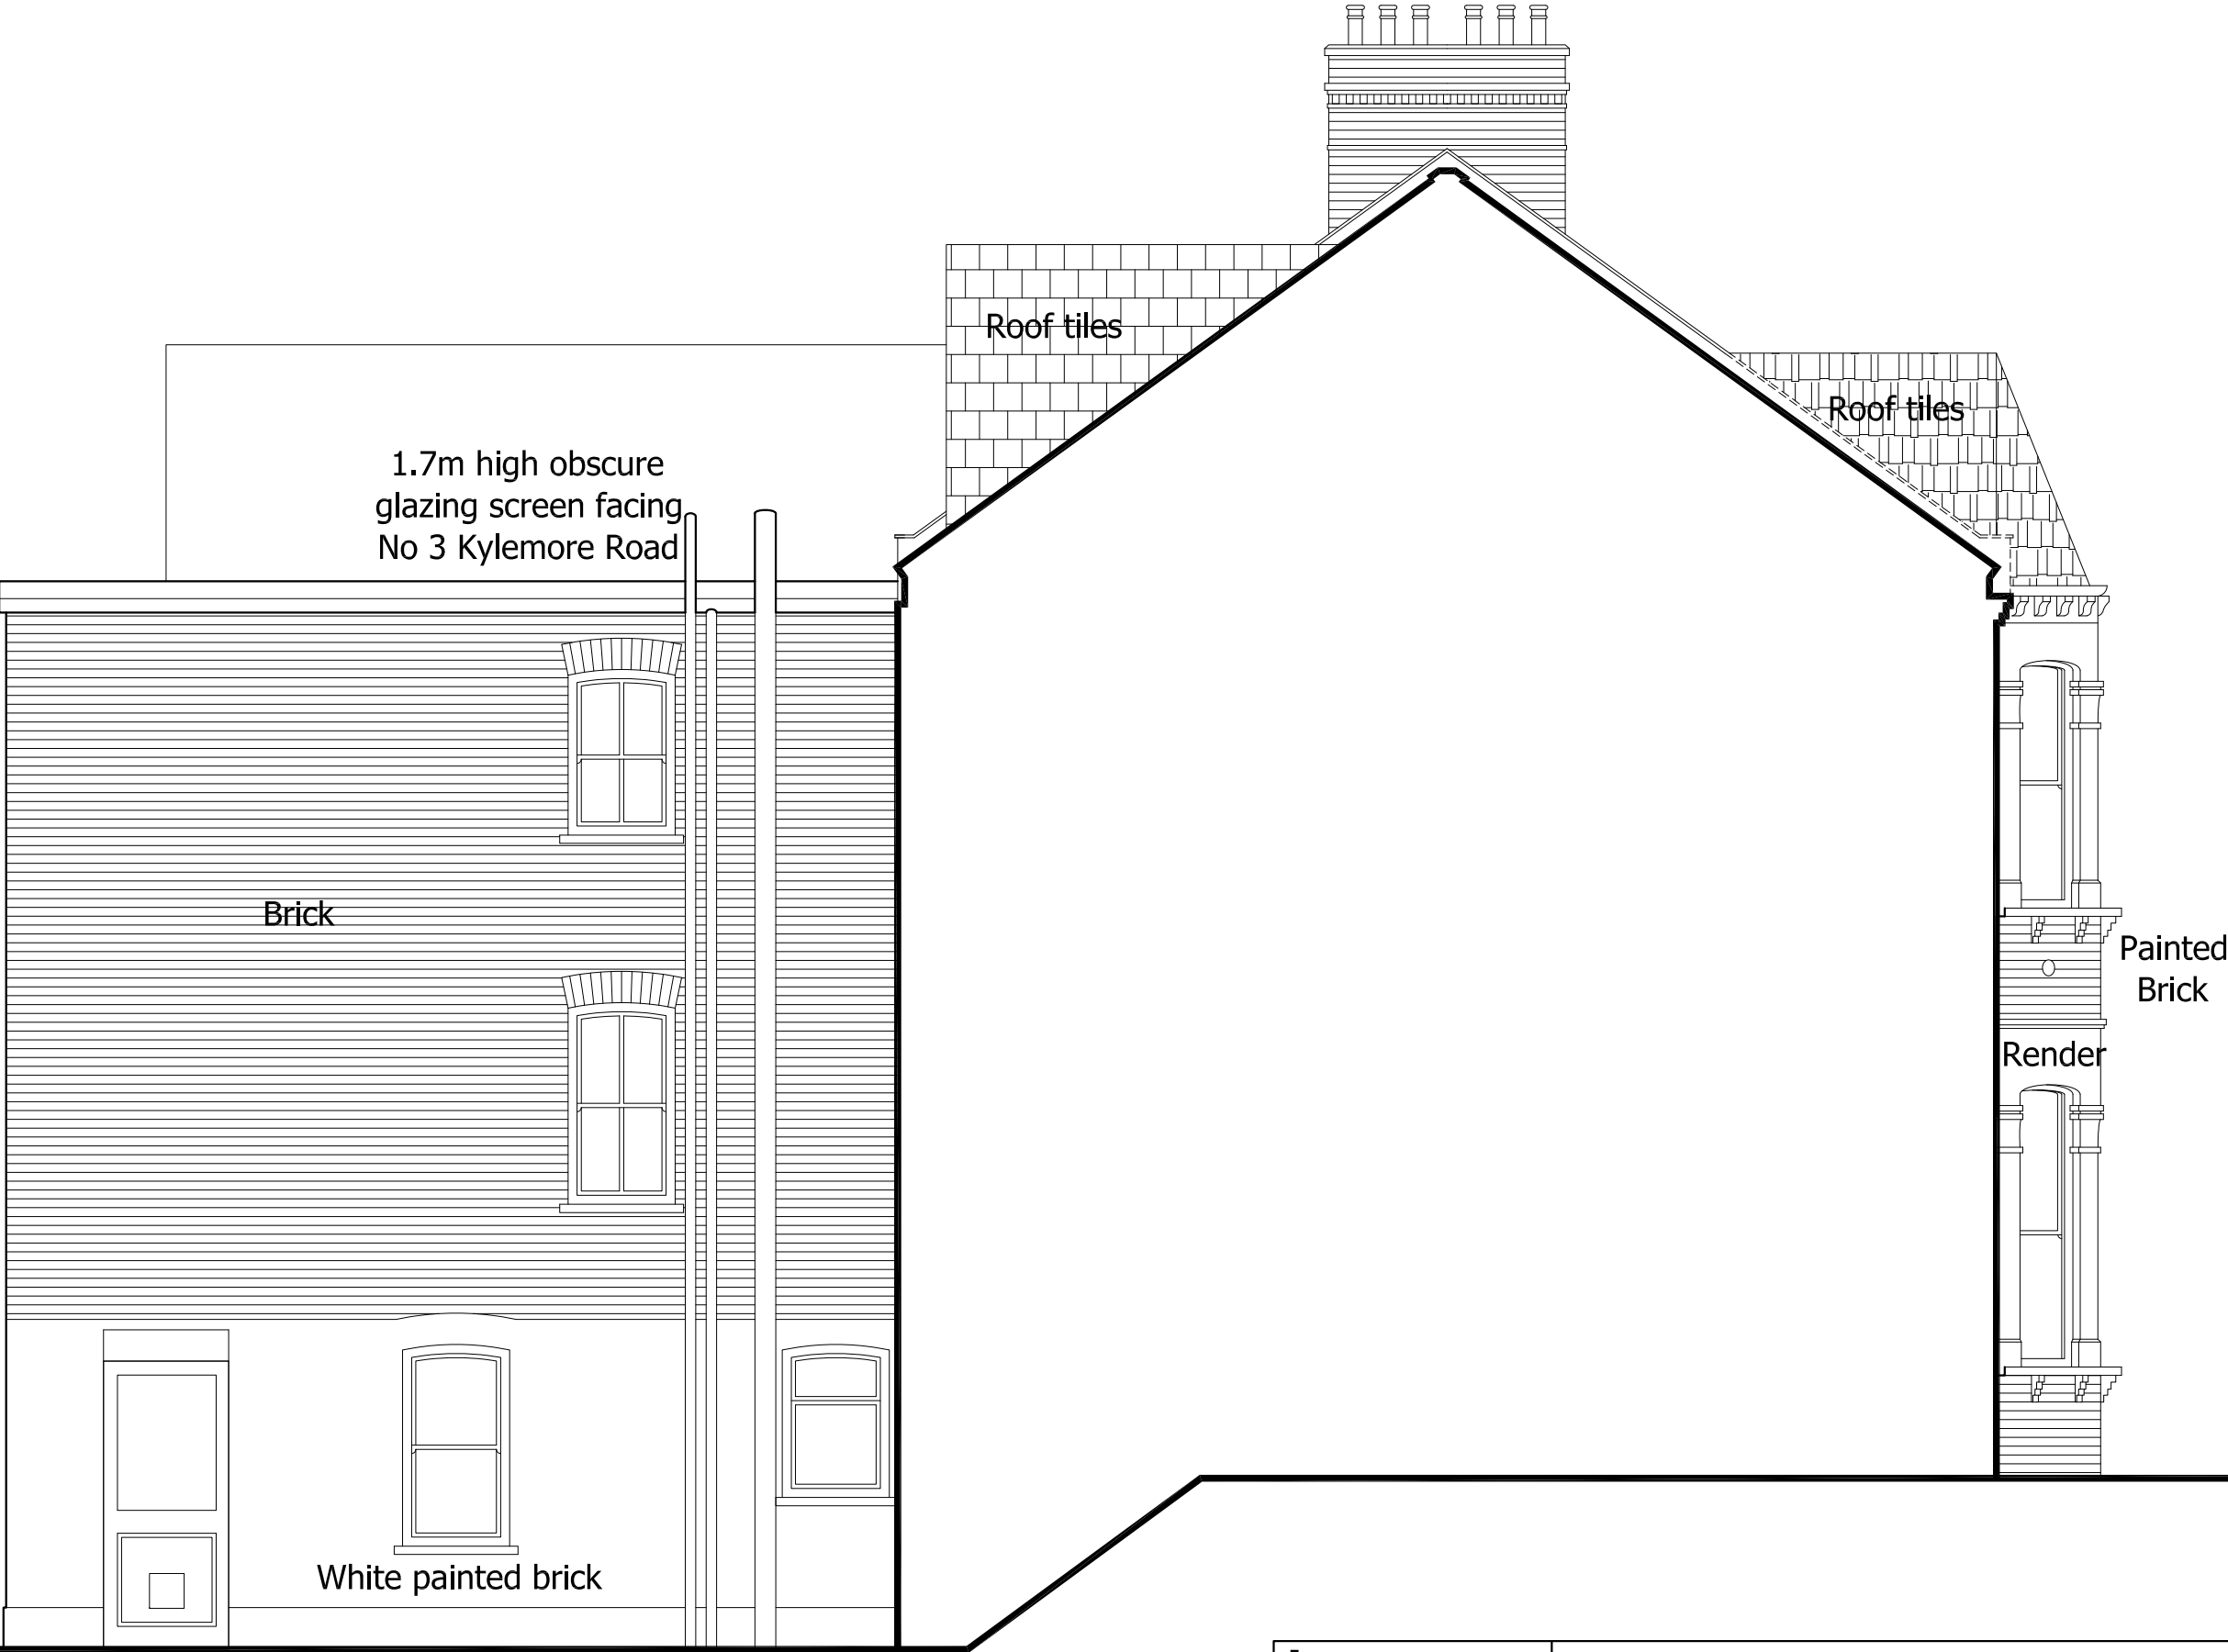 Roof tiles
Roof tiles
1.7m high obscure
glazing screen facing
No 3 Kylemore Road
Brick
Painted
Brick
Render
White painted brick